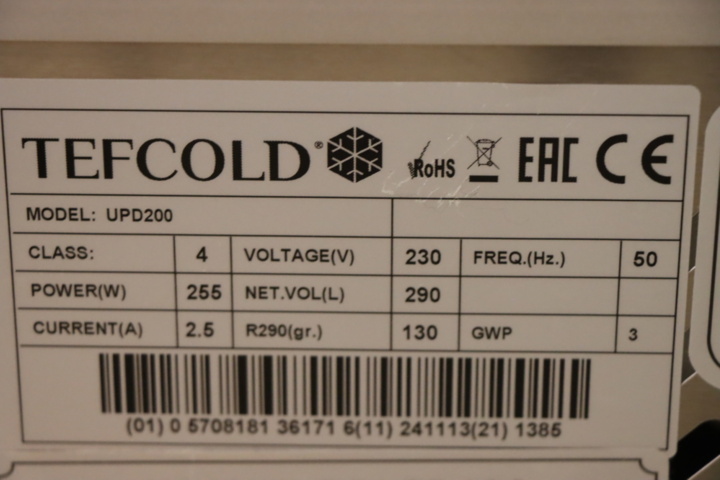 TEFCOLD® RoHS EAC CE
MODEL: UPD200
CLASS: 4 VOLTAGE(V) 230 FREQ.(Hz.) 50
POWER(W) 255 NET.VOL(L) 290
CURRENT(A) 2.5 R290(gr.) 130 GWP 3
(01) 0 5708181 36171 6(11) 241113(21) 1385